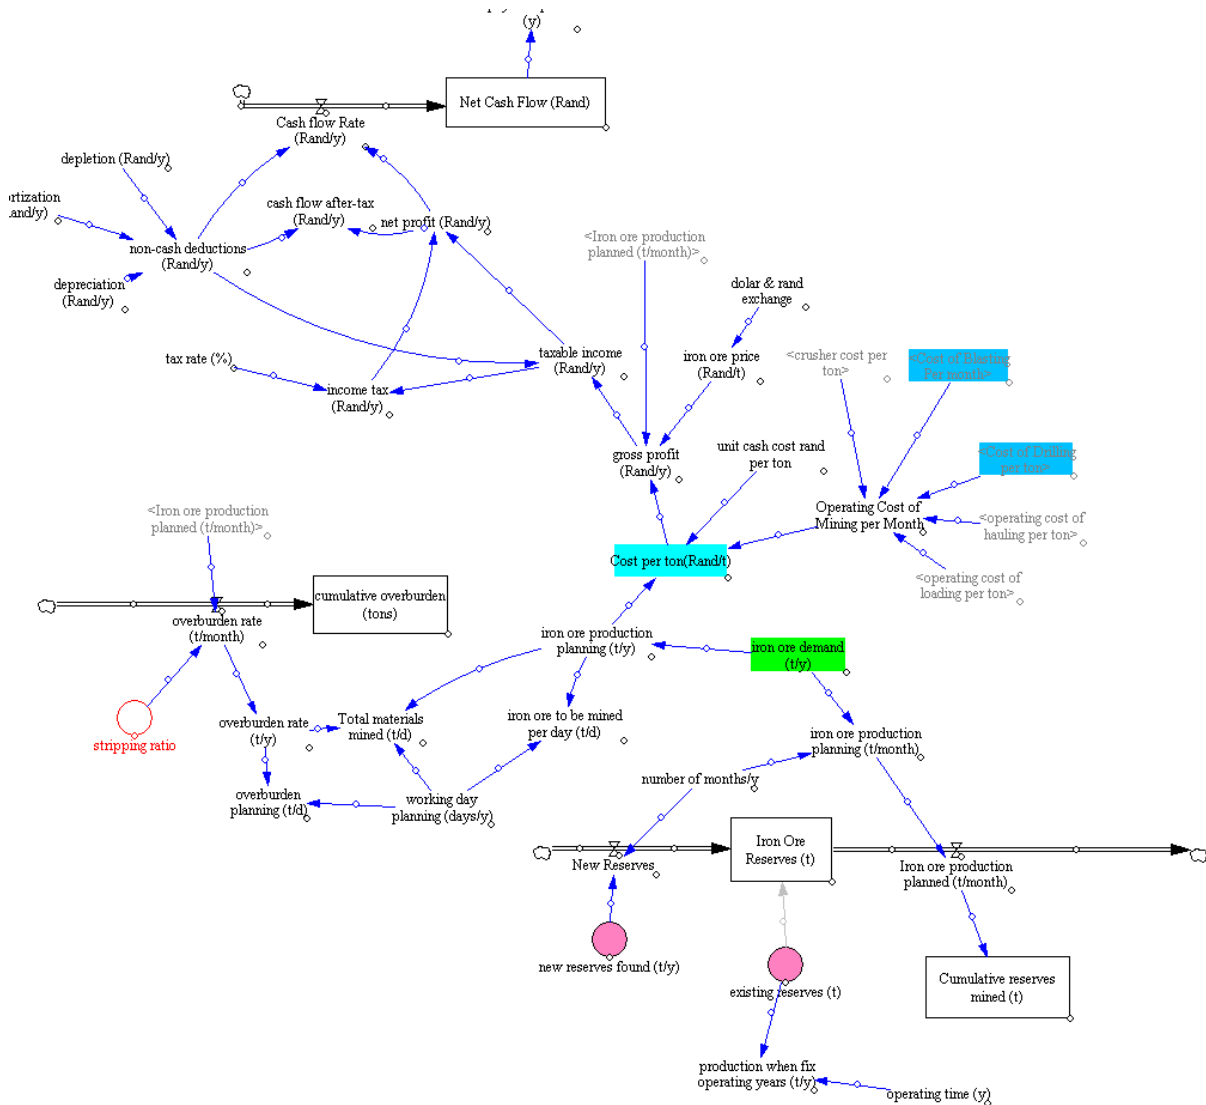 (y)
Net Cash Flow (Rand)
Cash flow Rate
(Rand/y)
depletion (Rand/y)
cash flow after-tax
(Rand/y)
net profit (Rand/y)
non-cash deductions
(Rand/y)
depreciation
(Rand/y)
<Iron ore production
planned (t/month)>
dolar & rand
exchange
tax rate (%)
taxable income
(Rand/y)
iron ore price
(Rand/t)
<crusher cost per
ton>
<Cost of Blasting
Per month>
income tax
(Rand/y)
gross profit
(Rand/y)
unit cash cost rand
per ton
<Cost of Drilling
per ton>
Operating Cost of
Mining per Month
<operating cost of
hauling per ton>
<operating cost of
loading per ton>
<Iron ore production
planned (t/month)>
Cost per ton(Rand/t)
cumulative overburden
(tons)
overburden rate
(t/month)
iron ore production
planning (t/y)
iron ore demand
(t/y)
stripping ratio
overburden rate
(t/y)
Total materials
mined (t/d)
iron ore to be mined
per day (t/d)
iron ore production
planning (t/month)
overburden
planning (t/d)
working day
planning (days/y)
number of months/y
New Reserves
Iron Ore
Reserves (t)
Iron ore production
planned (t/month)
new reserves found (t/y)
existing reserves (t)
Cumulative reserves
mined (t)
production when fix
operating years (t/y)
operating time (y)